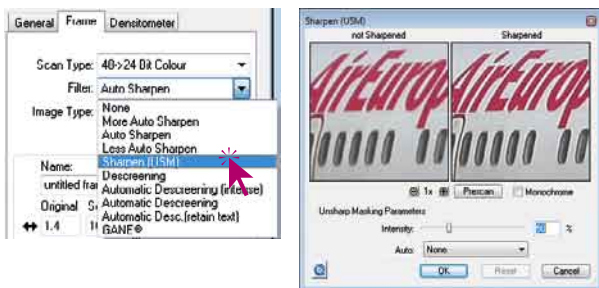 General Frame Densitometer
Scan Type: 48->24 Bit Colour
Filter: Auto Sharpen
Image Type:
None
More Auto Sharpen
Auto Sharpen
Less Auto Sharpen
Sharpen (USM)
Descreening
Automatic Descreening (intense)
Automatic Descreening
Automatic Desc.(retain text)
GANE®
Name:
untitled fra
Original
1.4
Sharpen (USM)
not Sharpened Sharpened
AirEurop AirEurop
1x Prescan Monochrome
Unsharp Masking Parameters
Intensity: %
Auto: None
OK Reset Cancel